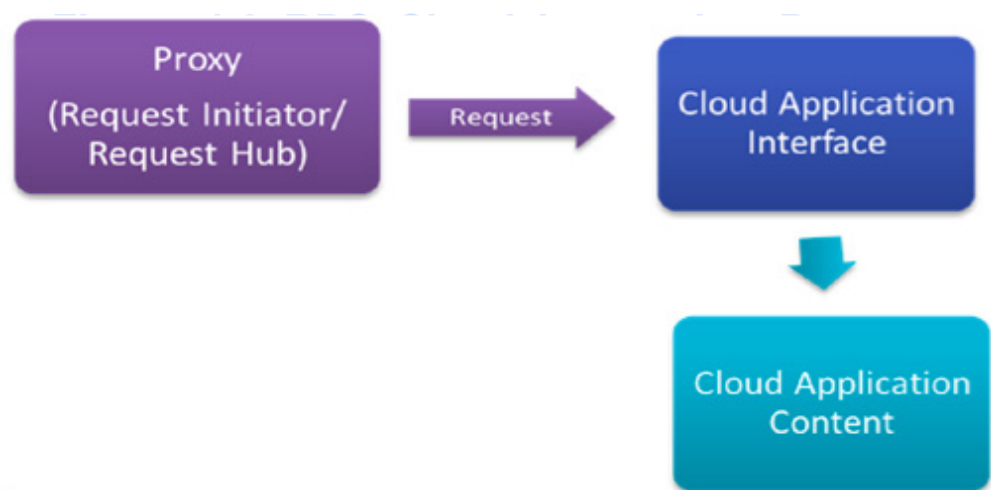 Proxy
(Request Initiator/
Request Hub)
Request
Cloud Application
Interface
Cloud Application
Content